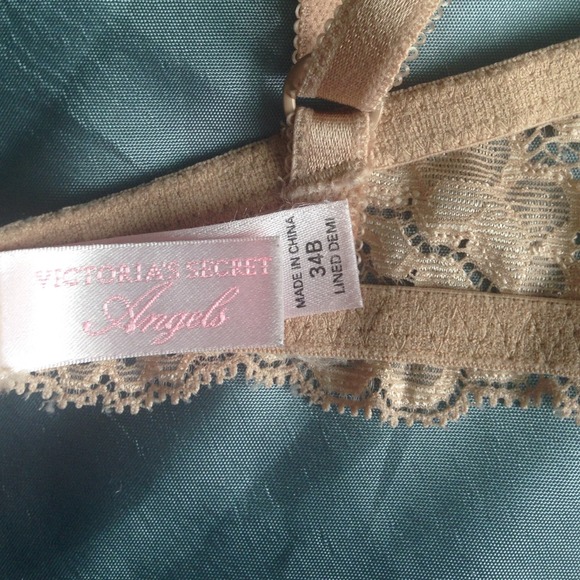 VICTORIA'S SECRET
Angels
MADE IN CHINA
34B
LINED DEMI